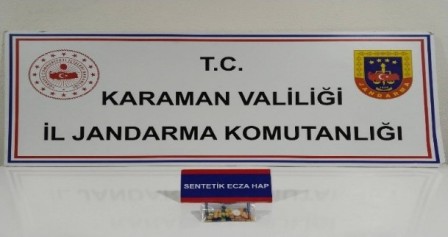 T.C.
KARAMAN VALİLİĞİ
İL JANDARMA KOMUTANLIĞI
SENTETİK ECZA HAP